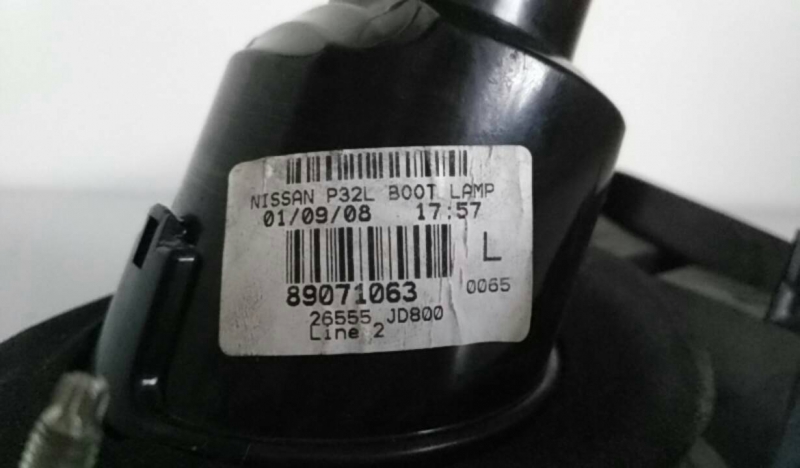 NISSAN P32L BOOT LAMP
01/09/08 17:57
L
89071063 0065
26555 JD800
Line 2